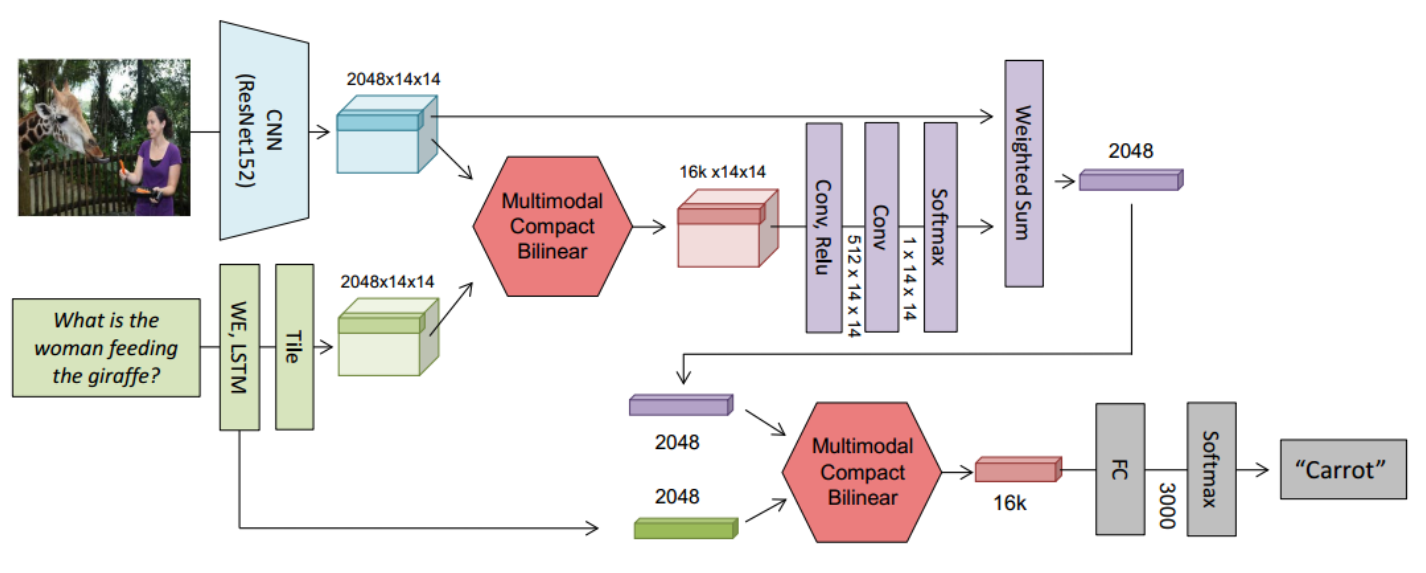 CNN
(ResNet152)
2048x14x14
Multimodal
Compact
Bilinear
16k x14x14
Conv, Relu
512 x 14 x 14
Conv
1 x 14 x 14
Softmax
Weighted Sum
2048
What is the
woman feeding
the giraffe?
WE, LSTM
Tile
2048x14x14
2048
2048
Multimodal
Compact
Bilinear
16k
FC
3000
Softmax
“Carrot”